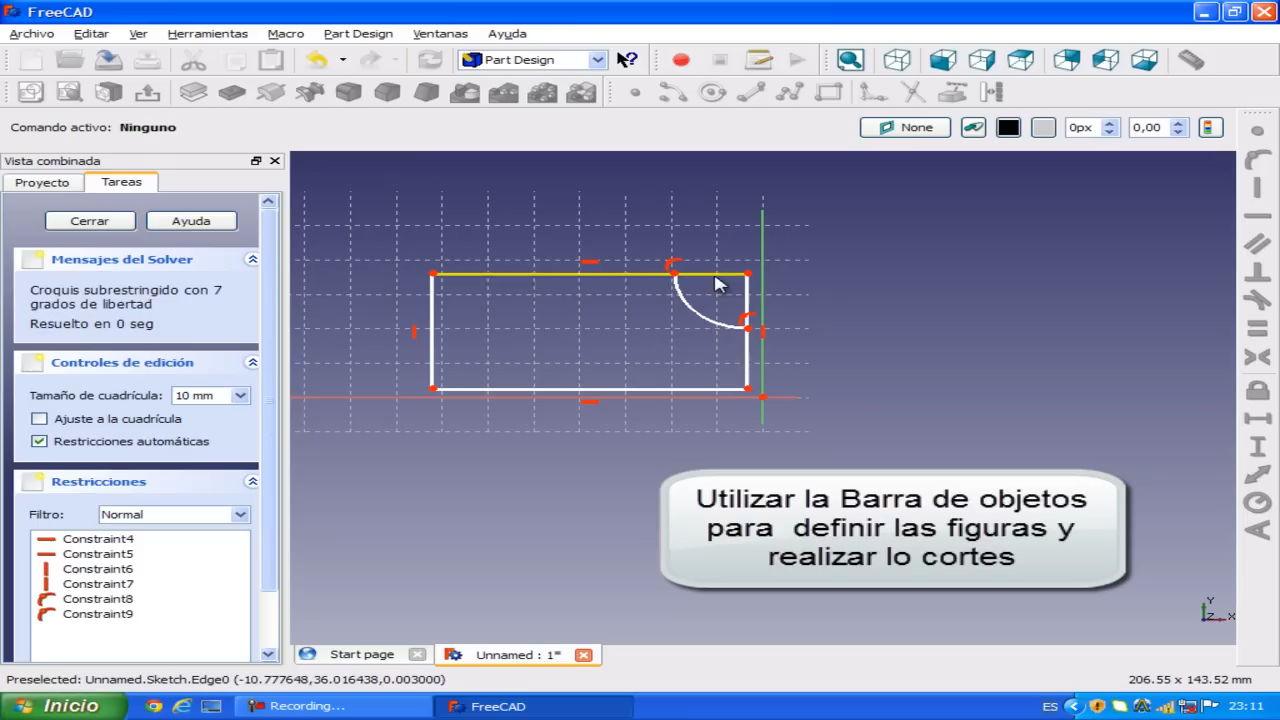 FreeCAD
Archivo Editar Ver Herramientas Macro Part Design Ventanas Ayuda
Part Design
Comando activo: Ninguno
None 0px 0,00
Vista combinada
Proyecto Tareas
Cerrar Ayuda
Mensajes del Solver
Croquis subrestringido con 7
grados de libertad
Resuelto en 0 seg
Controles de edición
Tamaño de cuadrícula: 10 mm
Ajuste a la cuadrícula
Restricciones automáticas
Restricciones
Filtro: Normal
Constraint4
Constraint5
Constraint6
Constraint7
Constraint8
Constraint9
Utilizar la Barra de objetos
para definir las figuras y
realizar lo cortes
Y
Z X
Start page Unnamed : 1*
Preselected: Unnamed.Sketch.Edge0 (-10.777648,36.016438,0.003000) 206.55 x 143.52 mm
Inicio Recording... FreeCAD ES 23:11